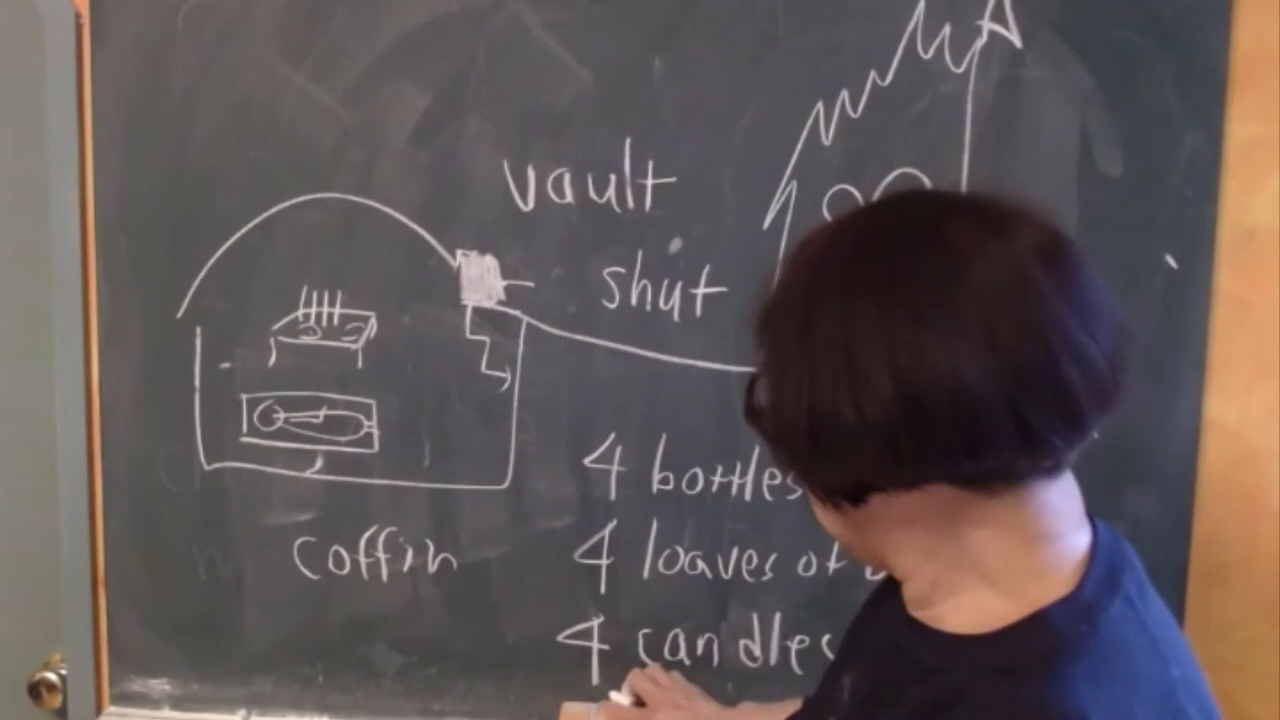 vault
shut
coffin
4 bottles
4 loaves of
4 candles